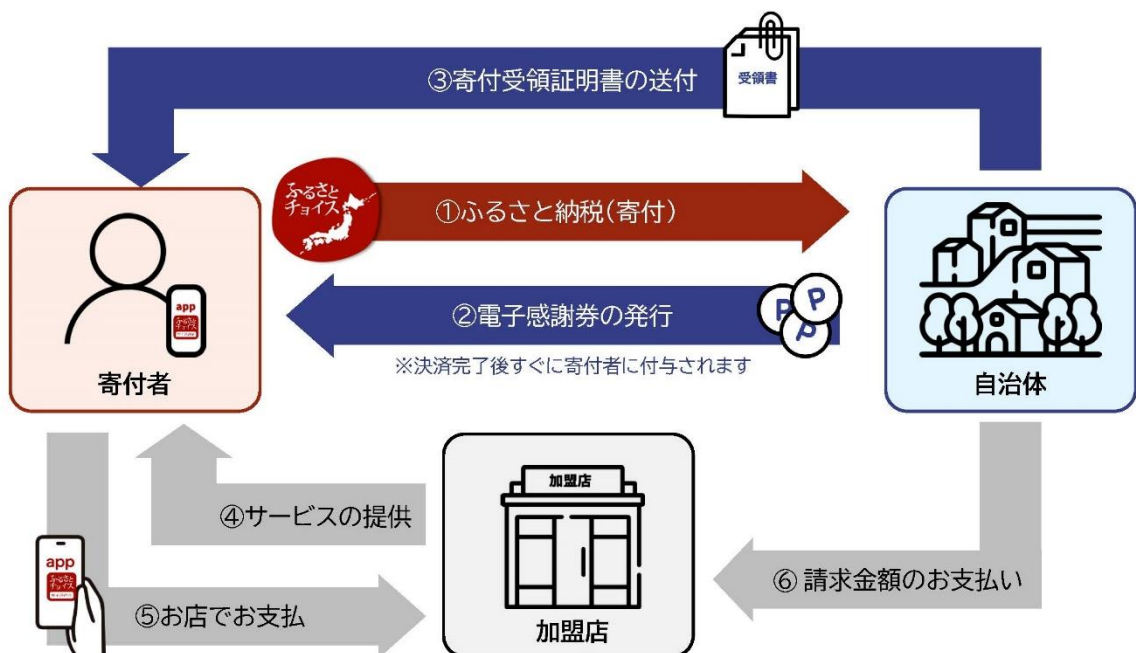 ③寄付受領証明書の送付
受領書
ふるさと
チョイス
①ふるさと納税(寄付)
②電子感謝券の発行
P
P
P
※決済完了後すぐに寄付者に付与されます
app
ふるさと
チョイス
寄付者
自治体
加盟店
④サービスの提供
app
ふるさと
チョイス
⑤お店でお支払
⑥ 請求金額のお支払い
加盟店